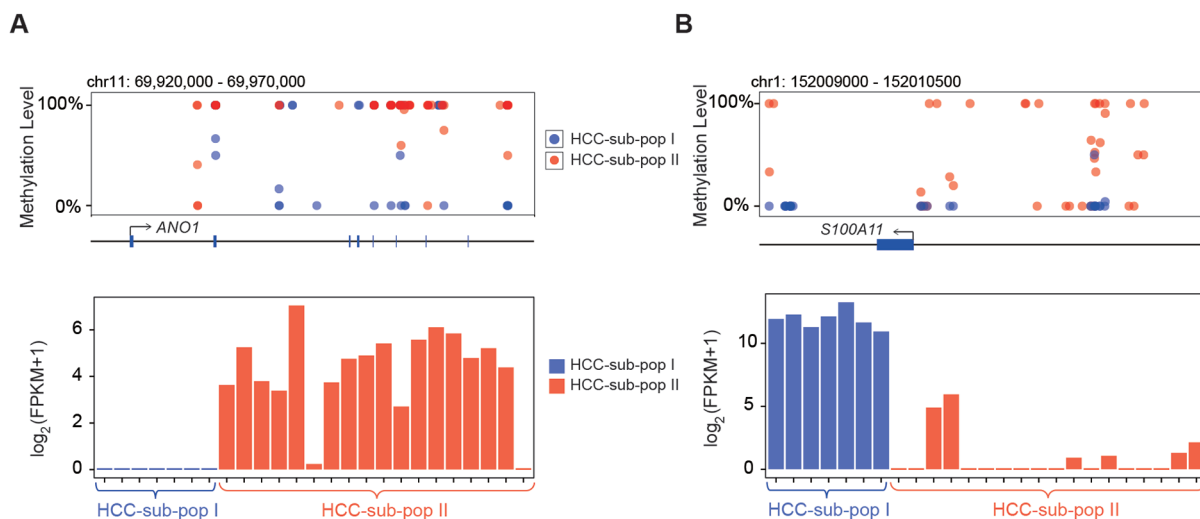 A
chr11: 69,920,000 - 69,970,000
Methylation Level
100%
0%
ANO1
HCC-sub-pop I
HCC-sub-pop II
log2(FPKM+1)
6
4
2
0
HCC-sub-pop I
HCC-sub-pop II
HCC-sub-pop I
HCC-sub-pop II
B
chr1: 152009000 - 152010500
Methylation Level
100%
0%
S100A11
log2(FPKM+1)
10
5
0
HCC-sub-pop I
HCC-sub-pop II